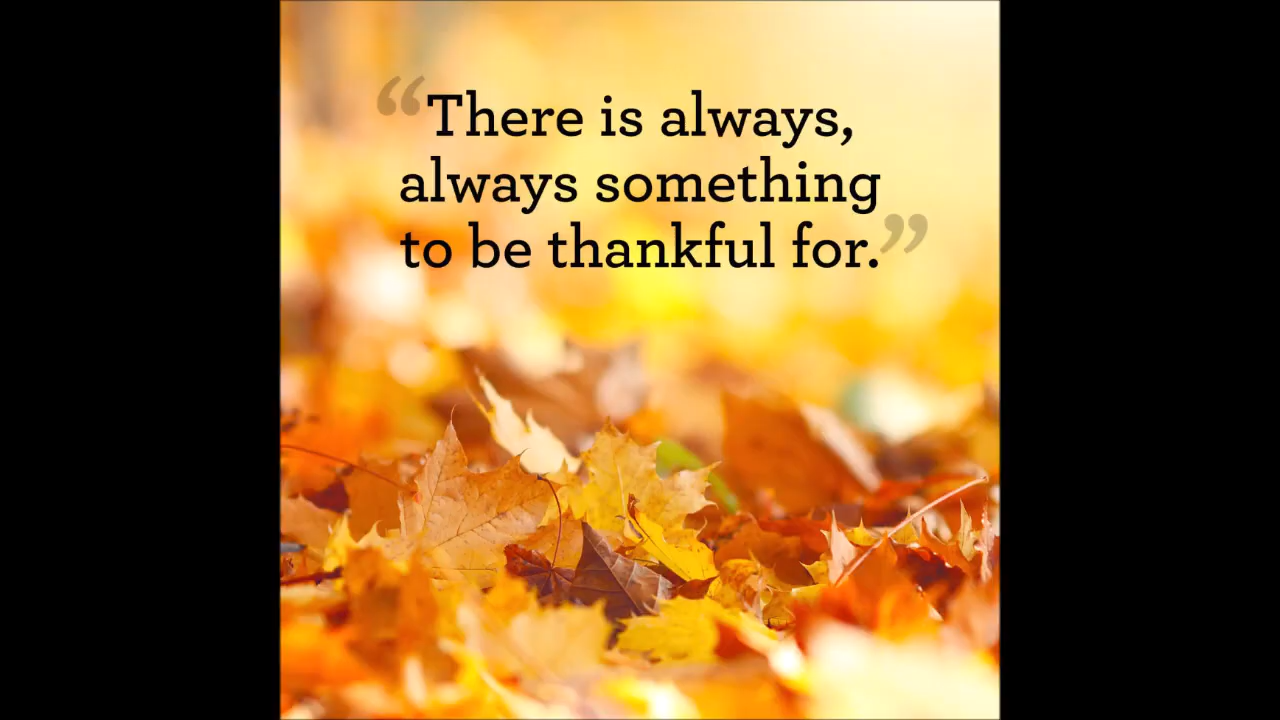 “There is always,
always something
to be thankful for.”